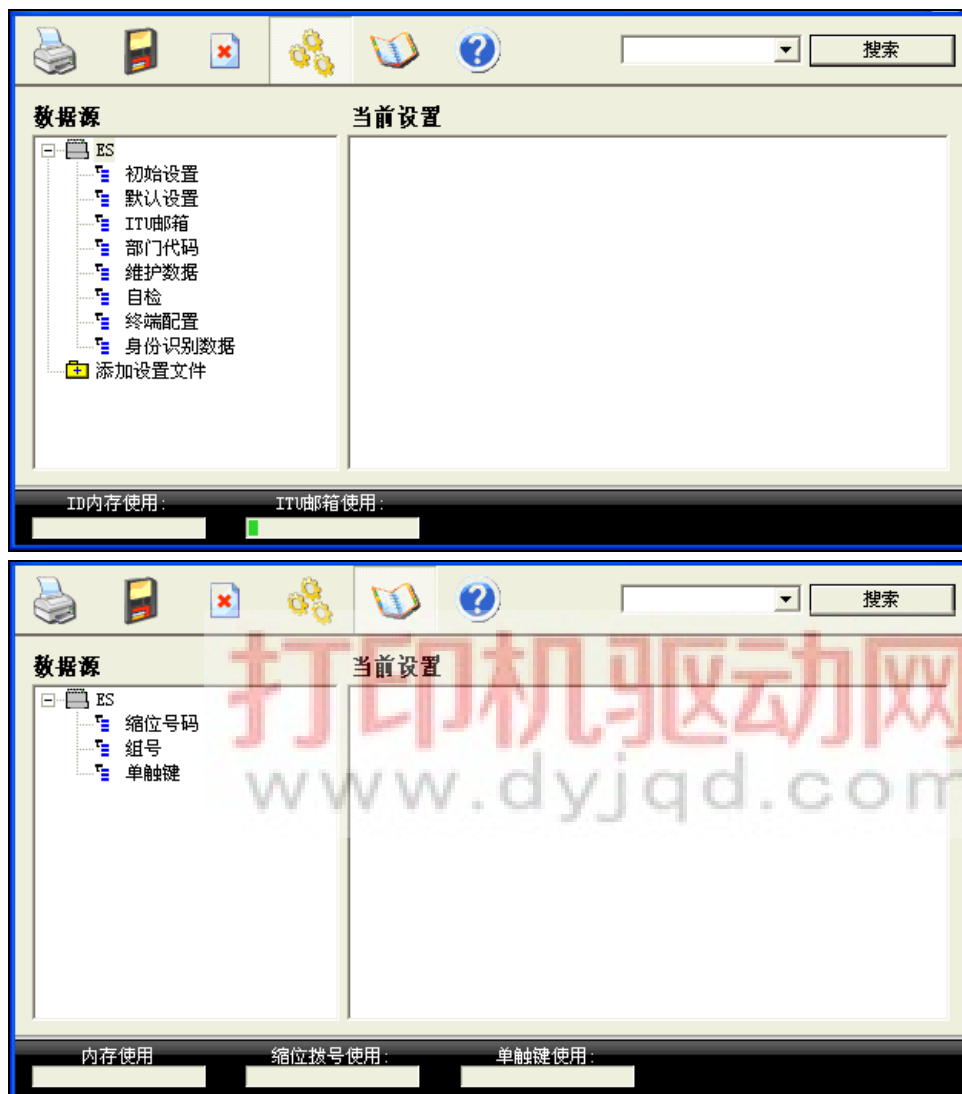 搜索
数据源
当前设置
ES
初始设置
默认设置
ITU邮箱
部门代码
维护数据
自检
终端配置
身份识别数据
添加设置文件
ID内存使用:
ITU邮箱使用:
搜索
数据源
当前设置
打印机驱动网
www.dyjqd.com
ES
缩位号码
组号
单触键
内存使用
缩位拨号使用:
单触键使用: